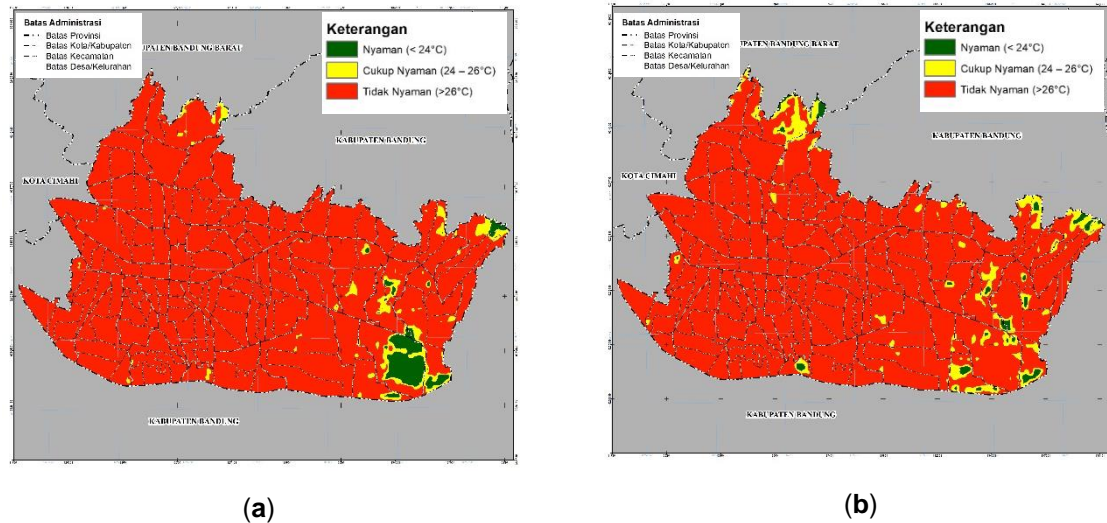 Batas Administrasi
Batas Provinsi
Batas Kota/Kabupaten
Batas Kecamatan
Batas Desa/Kelurahan
KABUPATEN BANDUNG BARAT
Keterangan
Nyaman (< 24°C)
Cukup Nyaman (24 – 26°C)
Tidak Nyaman (>26°C)
KABUPATEN BANDUNG
KOTA CIMAHI
KABUPATEN BANDUNG
(a)
Batas Administrasi
Batas Provinsi
Batas Kota/Kabupaten
Batas Kecamatan
Batas Desa/Kelurahan
KABUPATEN BANDUNG BARAT
Keterangan
Nyaman (< 24°C)
Cukup Nyaman (24 – 26°C)
Tidak Nyaman (>26°C)
KABUPATEN BANDUNG
KOTA CIMAHI
KABUPATEN BANDUNG
(b)